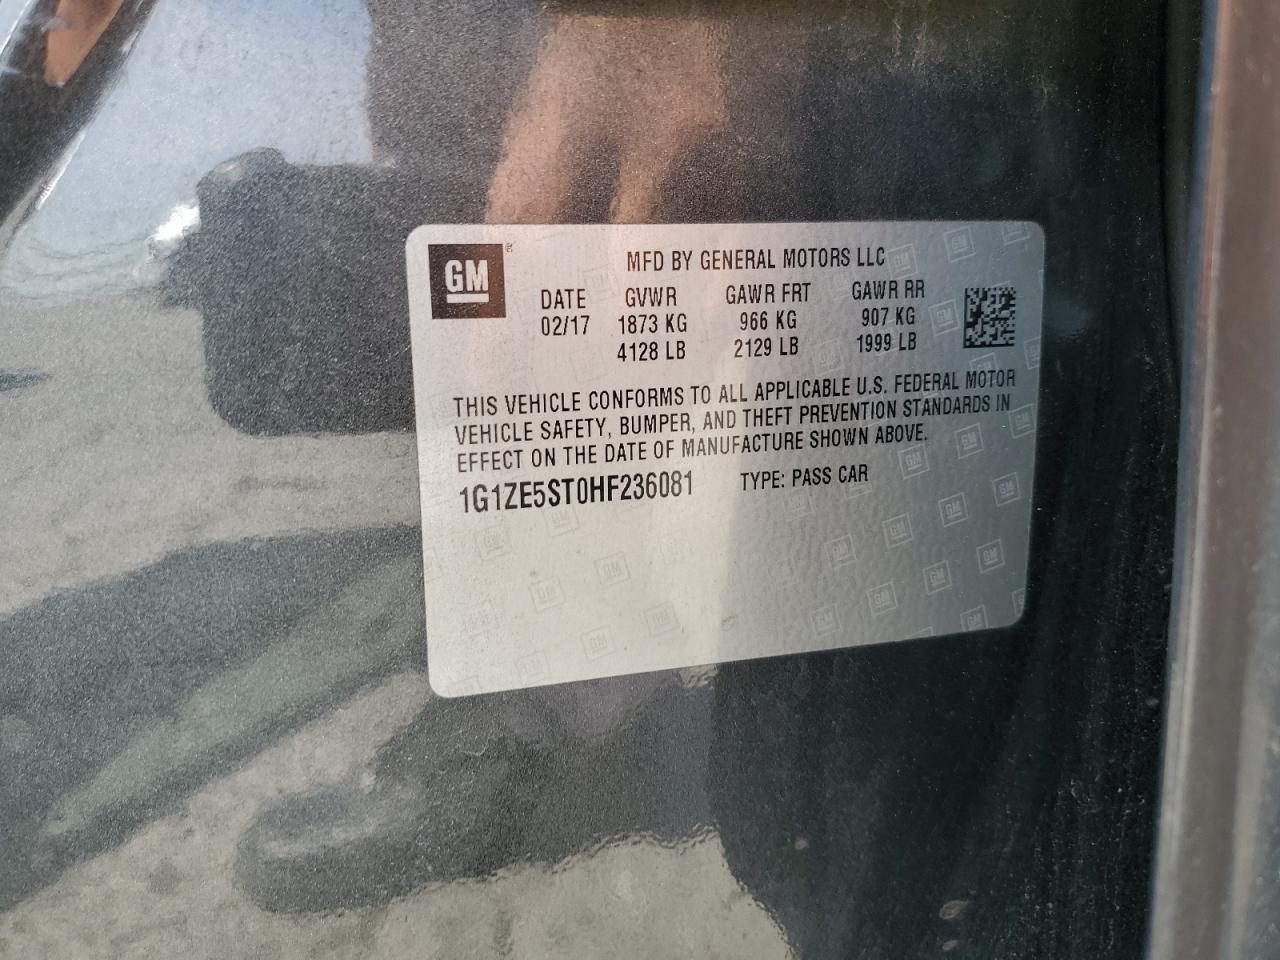 GM
MFD BY GENERAL MOTORS LLC
DATE GVWR GAWR FRT GAWR RR
02/17 1873 KG 966 KG 907 KG
4128 LB 2129 LB 1999 LB
THIS VEHICLE CONFORMS TO ALL APPLICABLE U.S. FEDERAL MOTOR
VEHICLE SAFETY, BUMPER, AND THEFT PREVENTION STANDARDS IN
EFFECT ON THE DATE OF MANUFACTURE SHOWN ABOVE.
1G1ZE5ST0HF236081 TYPE: PASS CAR